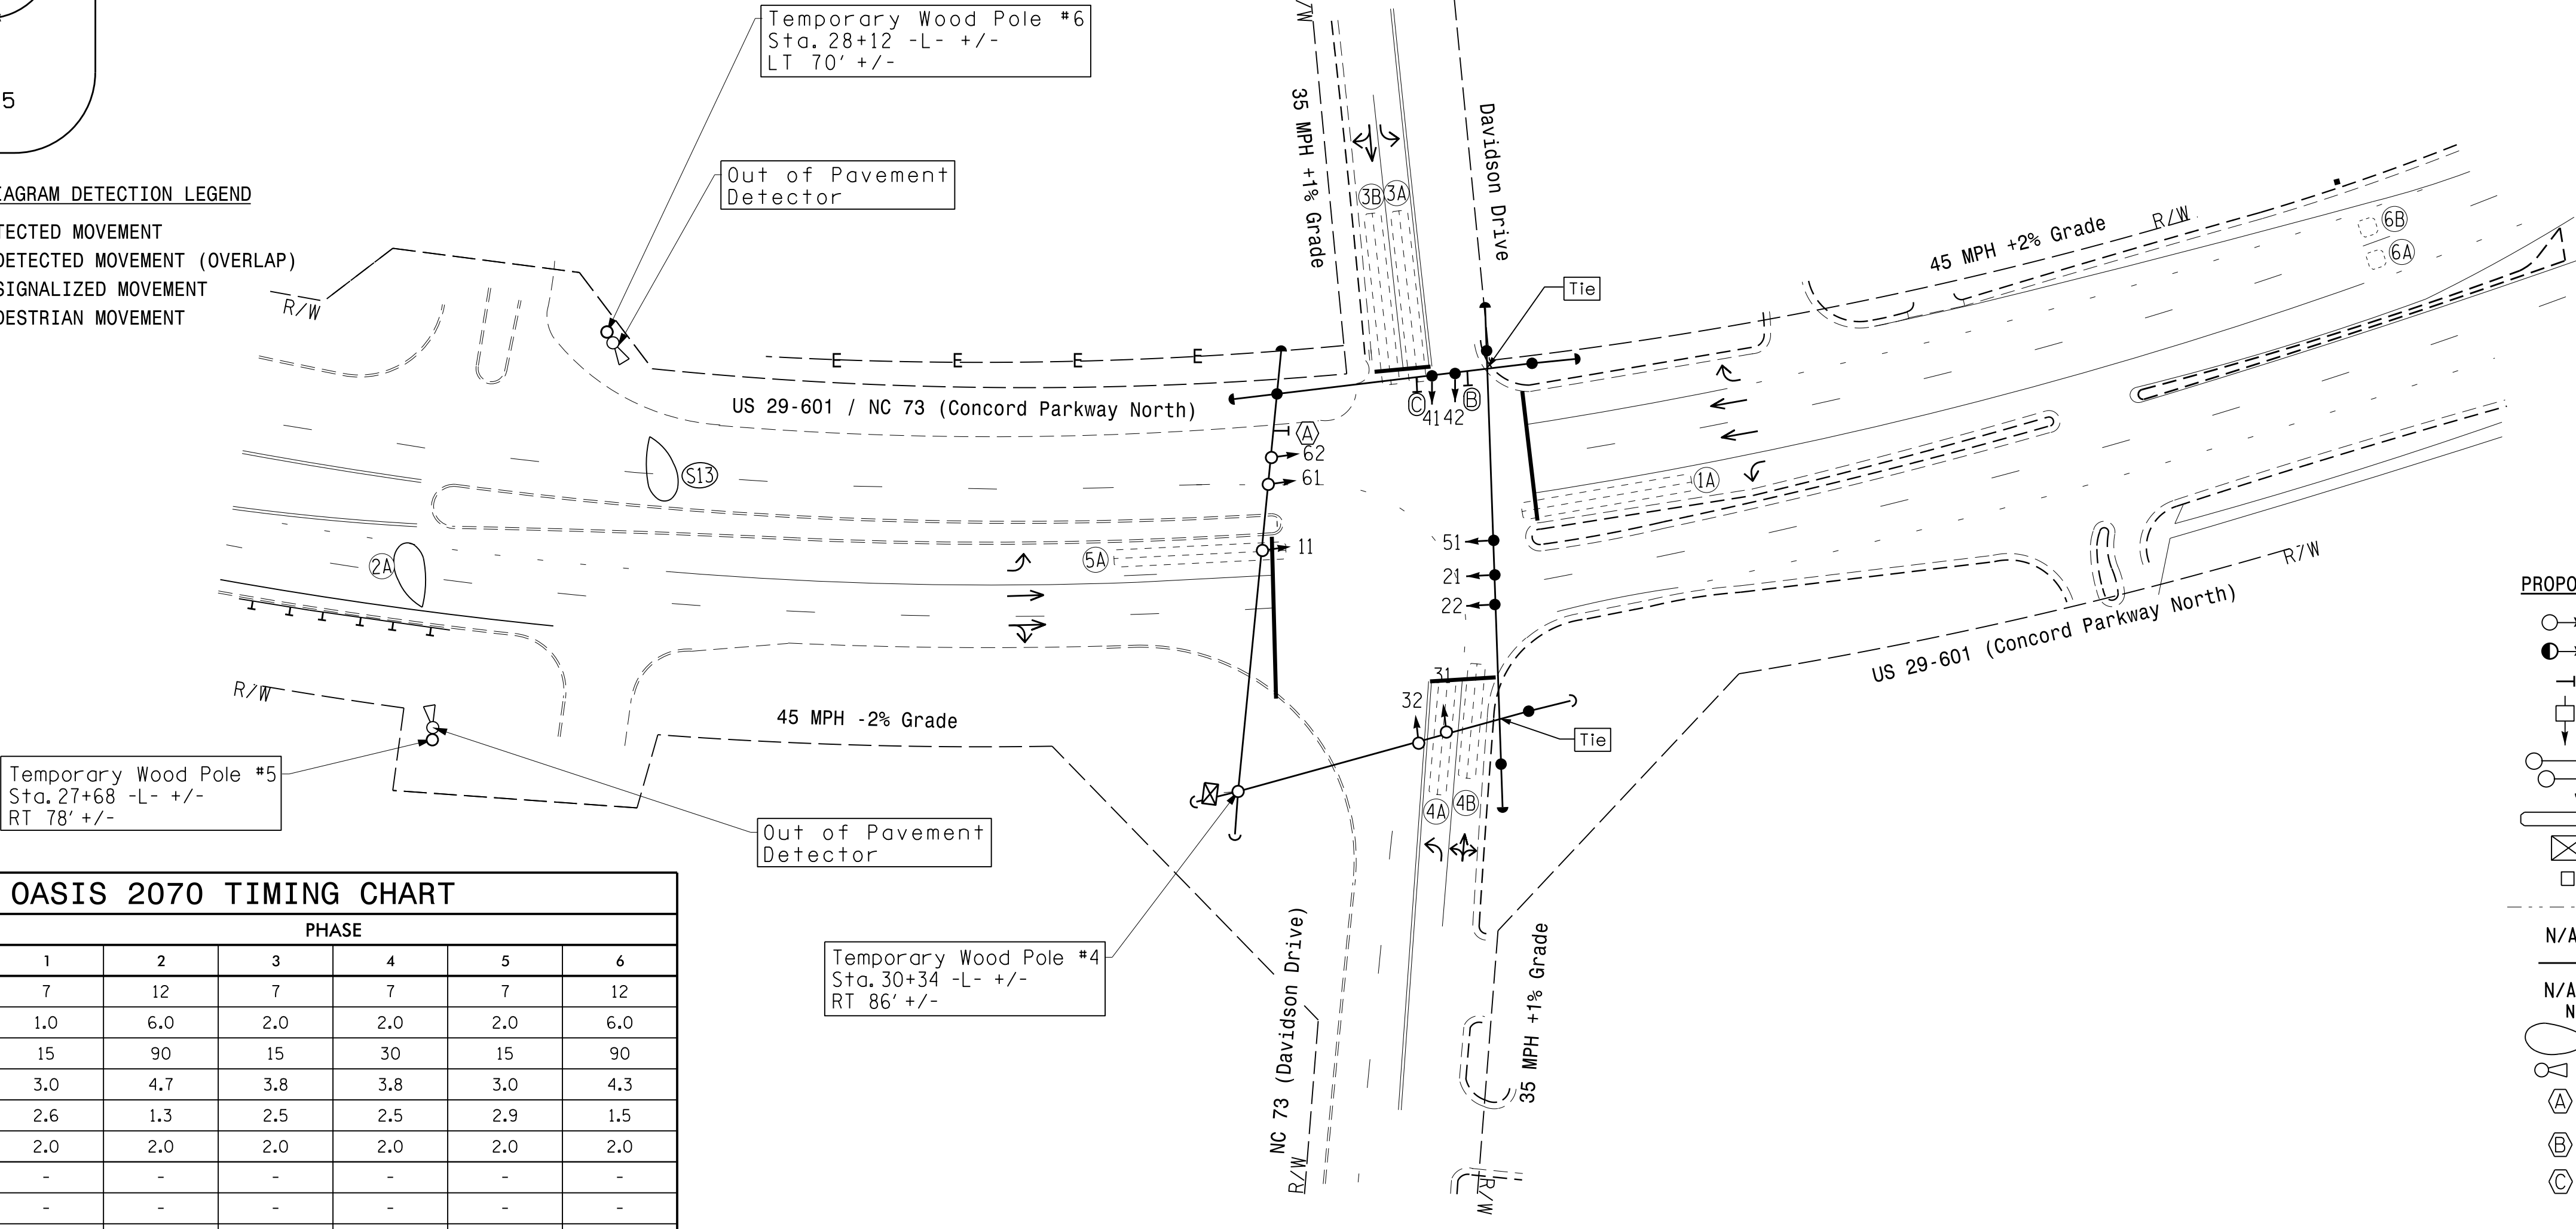 5
IAGRAM DETECTION LEGEND
TECTED MOVEMENT
DETECTED MOVEMENT (OVERLAP)
SIGNALIZED MOVEMENT
DESTRIAN MOVEMENT
Temporary Wood Pole #6
Sta. 28+12 -L- +/-
LT 70' +/-
Out of Pavement
Detector
/W
35 MPH +1% Grade
Davidson Drive
3B
3A
Tie
45 MPH +2% Grade
R/W
6B
6A
R/W
E
E
E
E
US 29-601 / NC 73 (Concord Parkway North)
C
41
42
B
A
62
61
S13
1A
11
5A
2A
51
21
22
R/W
R/W
US 29-601 (Concord Parkway North)
31
32
45 MPH -2% Grade
Tie
4A
4B
Temporary Wood Pole #5
Sta. 27+68 -L- +/-
RT 78' +/-
Out of Pavement
Detector
Temporary Wood Pole #4
Sta. 30+34 -L- +/-
RT 86' +/-
NC 73 (Davidson Drive)
35 MPH +1% Grade
R/W
R/W
OASIS 2070 TIMING CHART
PHASE
1 2 3 4 5 6
7 12 7 7 7 12
1.0 6.0 2.0 2.0 2.0 6.0
15 90 15 30 15 90
3.0 4.7 3.8 3.8 3.0 4.3
2.6 1.3 2.5 2.5 2.9 1.5
2.0 2.0 2.0 2.0 2.0 2.0
- - - - - -
- - - - - -
PROPO
N/A
N/A
N
A
B
C